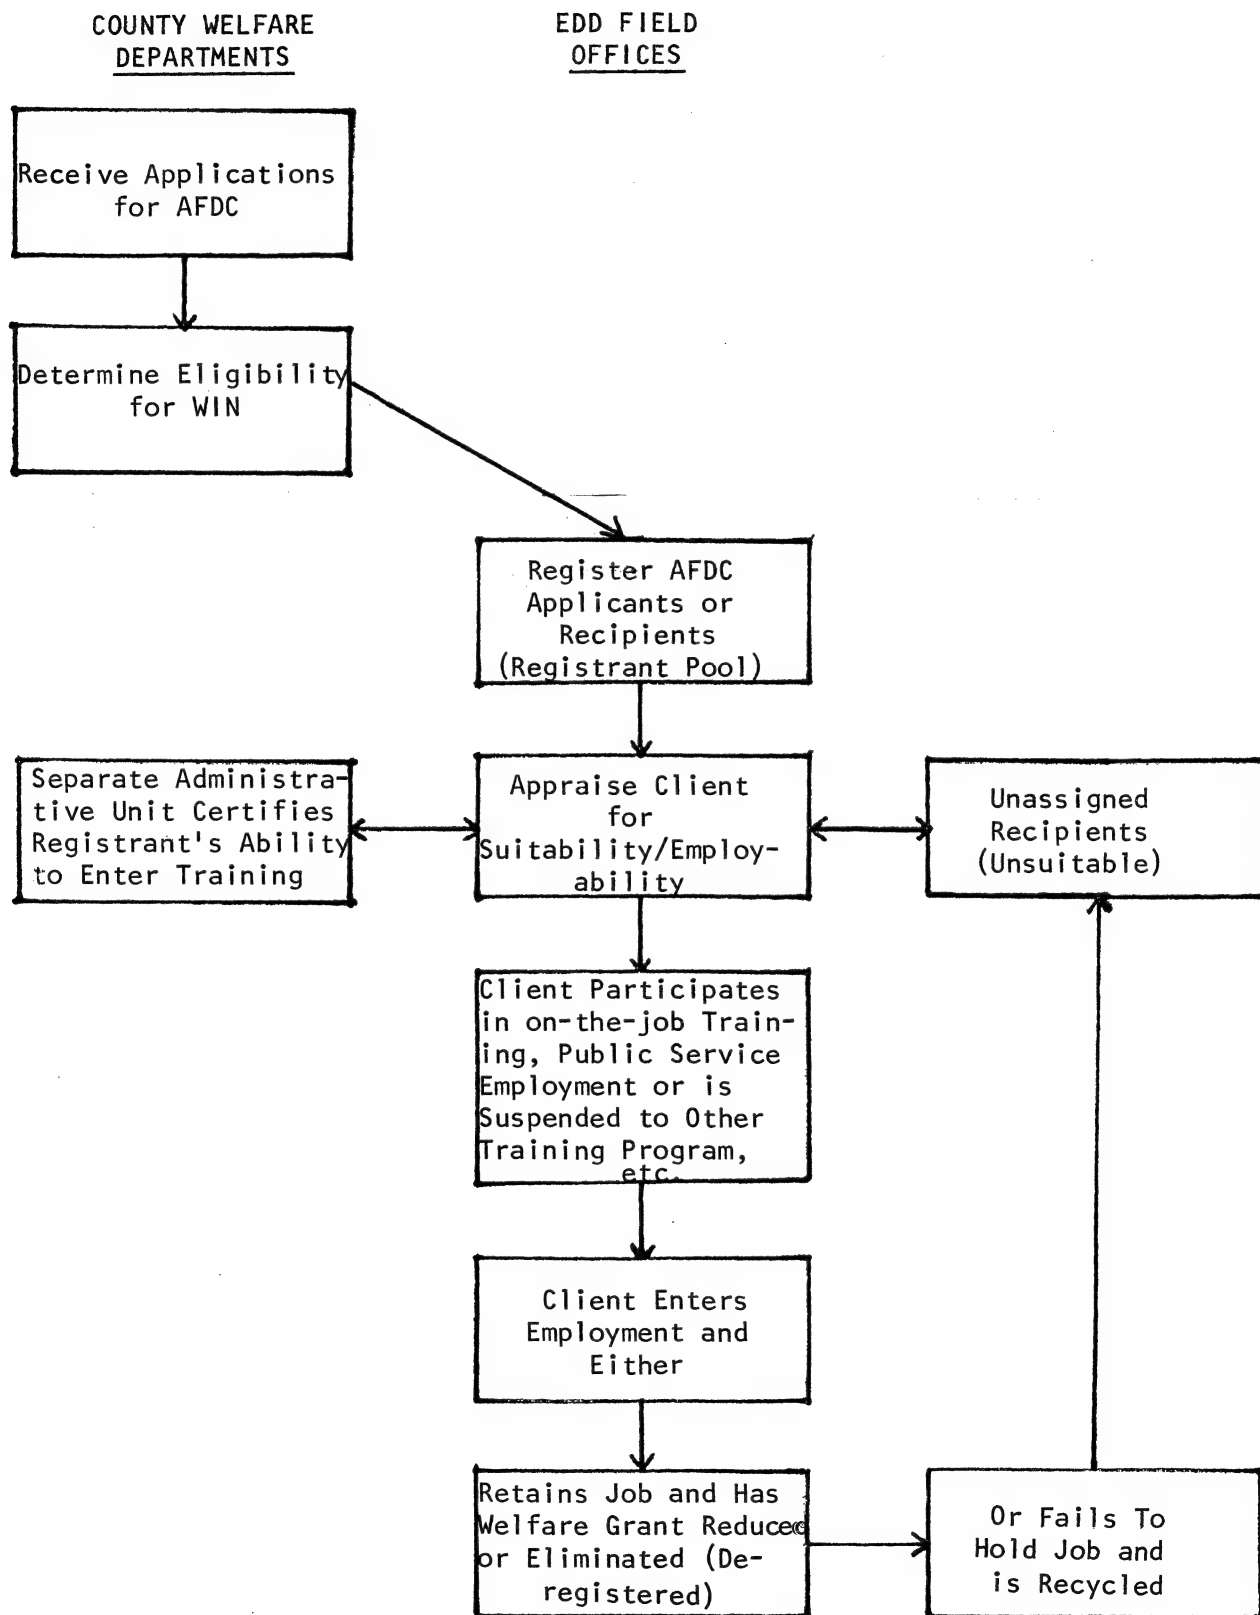 COUNTY WELFARE
DEPARTMENTS
EDD FIELD
OFFICES
Receive Applications
for AFDC
Determine Eligibility
for WIN
Register AFDC
Applicants or
Recipients
(Registrant Pool)
Separate Administra-
tive Unit Certifies
Registrant's Ability
to Enter Training
Appraise Client
for
Suitability/Employ-
ability
Unassigned
Recipients
(Unsuitable)
Client Participates
in on-the-job Train-
ing, Public Service
Employment or is
Suspended to Other
Training Program,
etc.
Client Enters
Employment and
Either
Retains Job and Has
Welfare Grant Reduced
or Eliminated (De-
registered)
Or Fails To
Hold Job and
is Recycled